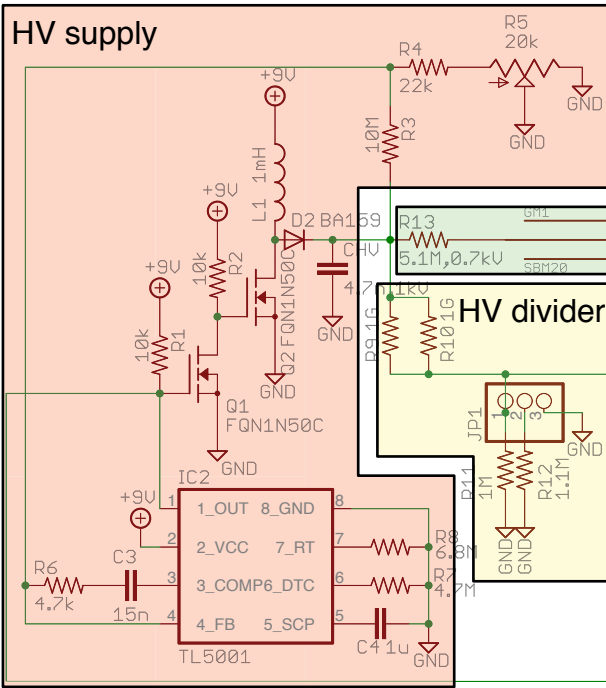 HV supply
R5
20k
R4
22k
GND
GND
+9V
10M
R3
L1 1mH
+9V
D2 BA159
R13
GM1
5.1M,0.7kV
SBM20
CHV
4.7n,1kV
10k
R2
+9V
Q2 FQN1N50C
GND
HV divider
R9 1G
R10 1G
10k
R1
GND
Q1
FQN1N50C
GND
JP1
1 2 3
GND
R11
1M
R12
1.1M
GND
GND
IC2
+9V
1 1_OUT 8_GND 8
2 2_VCC 7_RT 7
3 3_COMP 6_DTC 6
4 4_FB 5_SCP 5
TL5001
R8
6.8M
R7
4.7M
C3
15n
R6
4.7k
C4 1u
GND